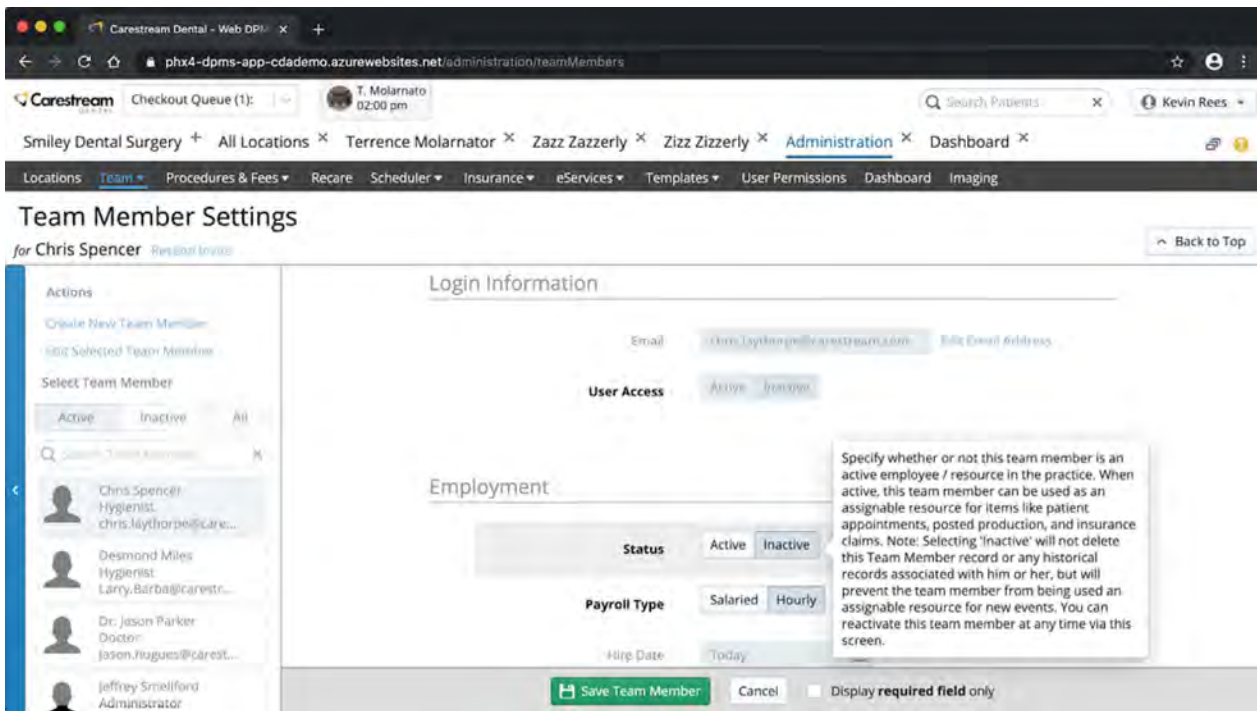 Carestream Dental - Web DPM × +
phx4-dpms-app-cdademo.azurewebsites.net/administration/teamMembers
Carestream Checkout Queue (1): T. Molarnato 02:00 pm Search Patients × Kevin Rees
DENTAL
Smiley Dental Surgery + All Locations × Terrence Molarnator × Zazz Zazzerly × Zizz Zizzerly × Administration × Dashboard ×
Locations Team Procedures & Fees Recare Scheduler Insurance eServices Templates User Permissions Dashboard Imaging
Team Member Settings
for Chris Spencer Resend Invite
Back to Top
Actions
Create New Team Member
Edit Selected Team Member
Select Team Member
Active Inactive All
Chris Spencer
Hygienist
Desmond Miles
Hygienist
Larry.Barba@carestr...
Dr. Jason Parker
Doctor
jason.hugues@carest...
Jeffrey Smeliford
Administrator
Login Information
Email Edit Email Address
User Access Active Inactive
Employment
Status Active Inactive
Payroll Type Salaried Hourly
Hire Date Today
Specify whether or not this team member is an
active employee / resource in the practice. When
active, this team member can be used as an
assignable resource for items like patient
appointments, posted production, and insurance
claims. Note: Selecting 'Inactive' will not delete
this Team Member record or any historical
records associated with him or her, but will
prevent the team member from being used an
assignable resource for new events. You can
reactivate this team member at any time via this
screen.
Save Team Member Cancel Display required field only